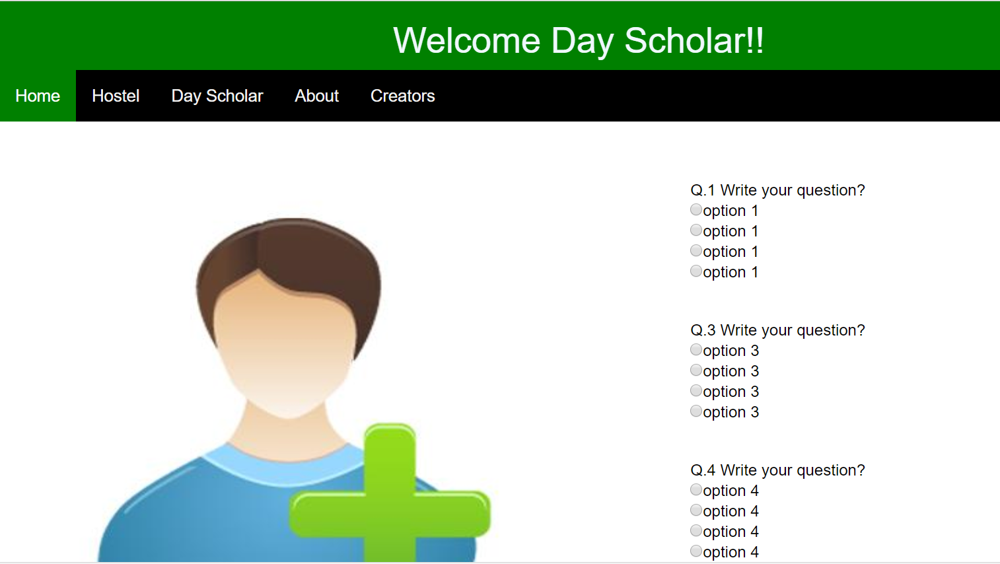 Welcome Day Scholar!!
Home Hostel Day Scholar About Creators
Q.1 Write your question?
option 1
option 1
option 1
option 1
Q.3 Write your question?
option 3
option 3
option 3
option 3
Q.4 Write your question?
option 4
option 4
option 4
option 4